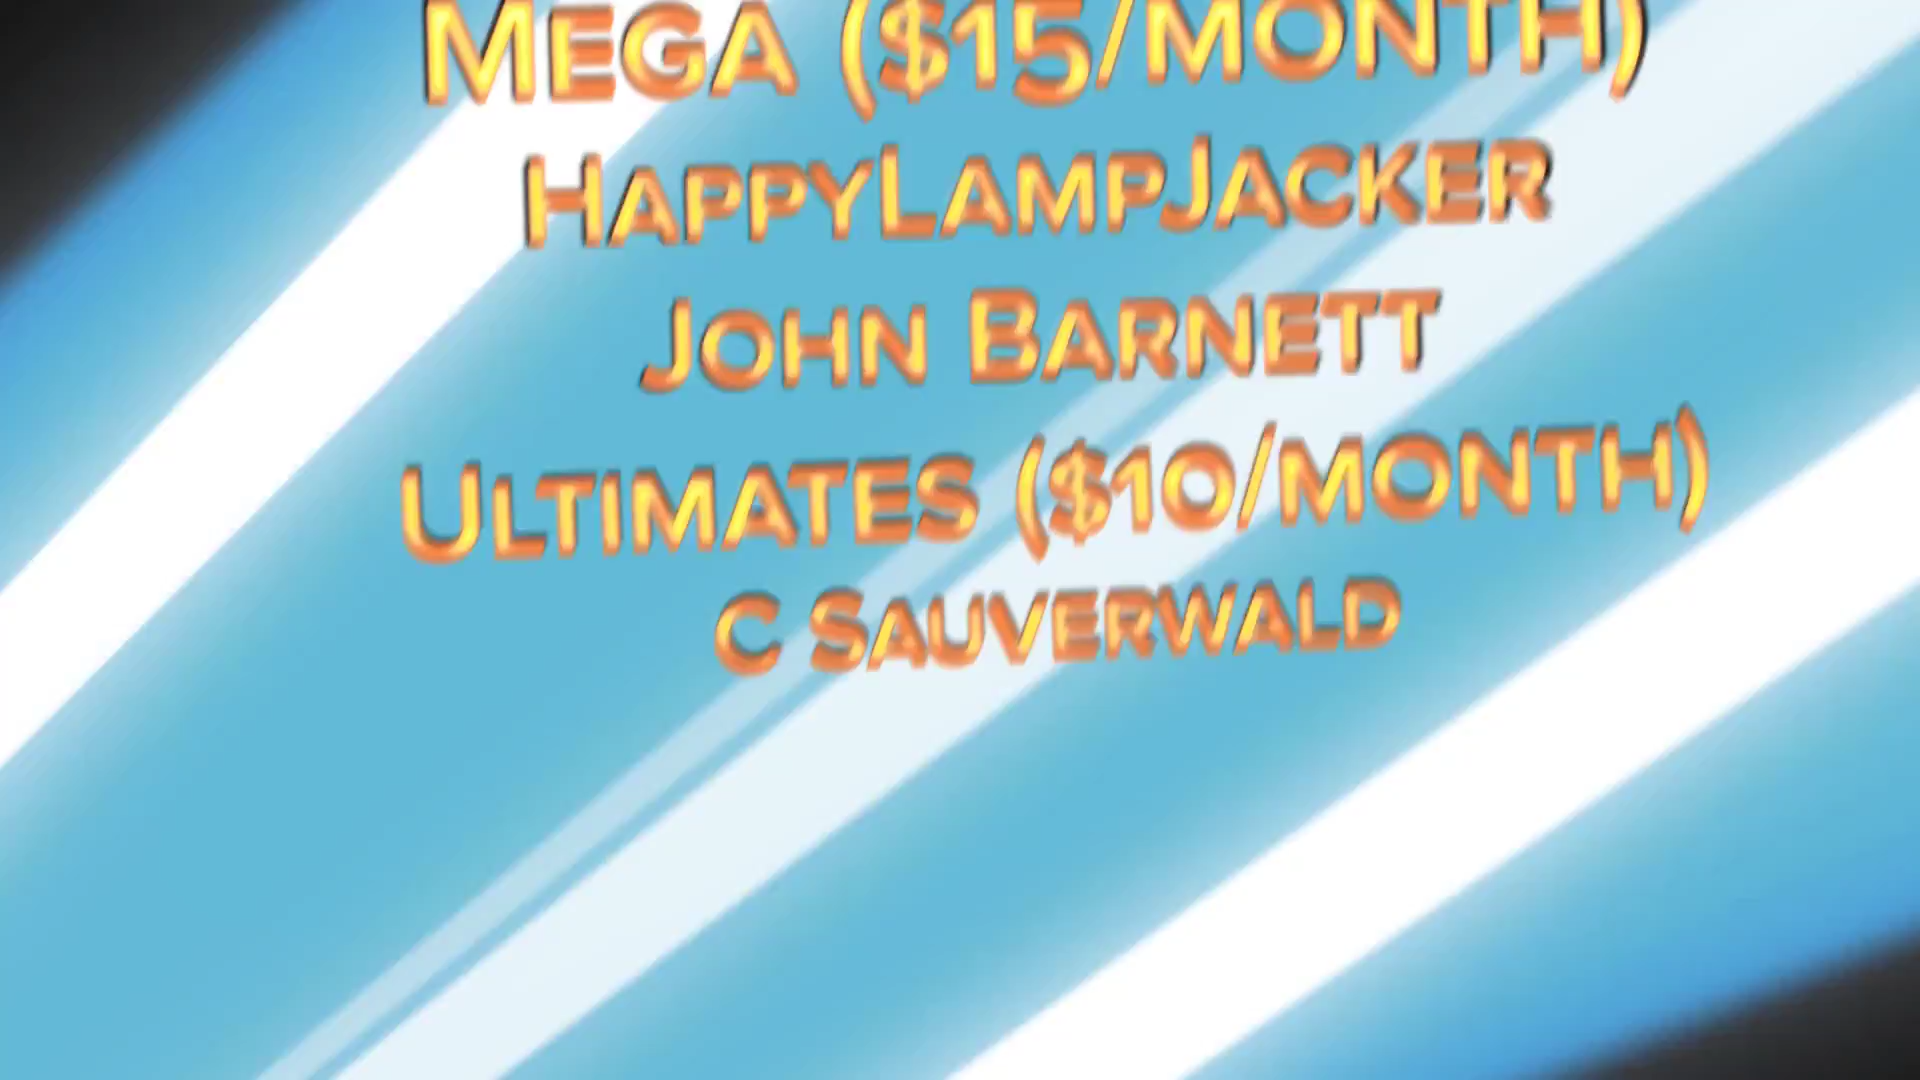 Mega ($15/month)
HappyLampJacker
John Barnett
Ultimates ($10/month)
C Sauverwald